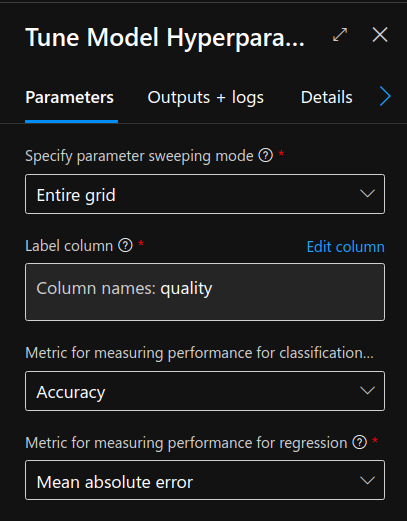 Tune Model Hyperpara...
Parameters Outputs + logs Details
Specify parameter sweeping mode ? *
Entire grid
Label column ? * Edit column
Column names: quality
Metric for measuring performance for classification...
Accuracy
Metric for measuring performance for regression ? *
Mean absolute error